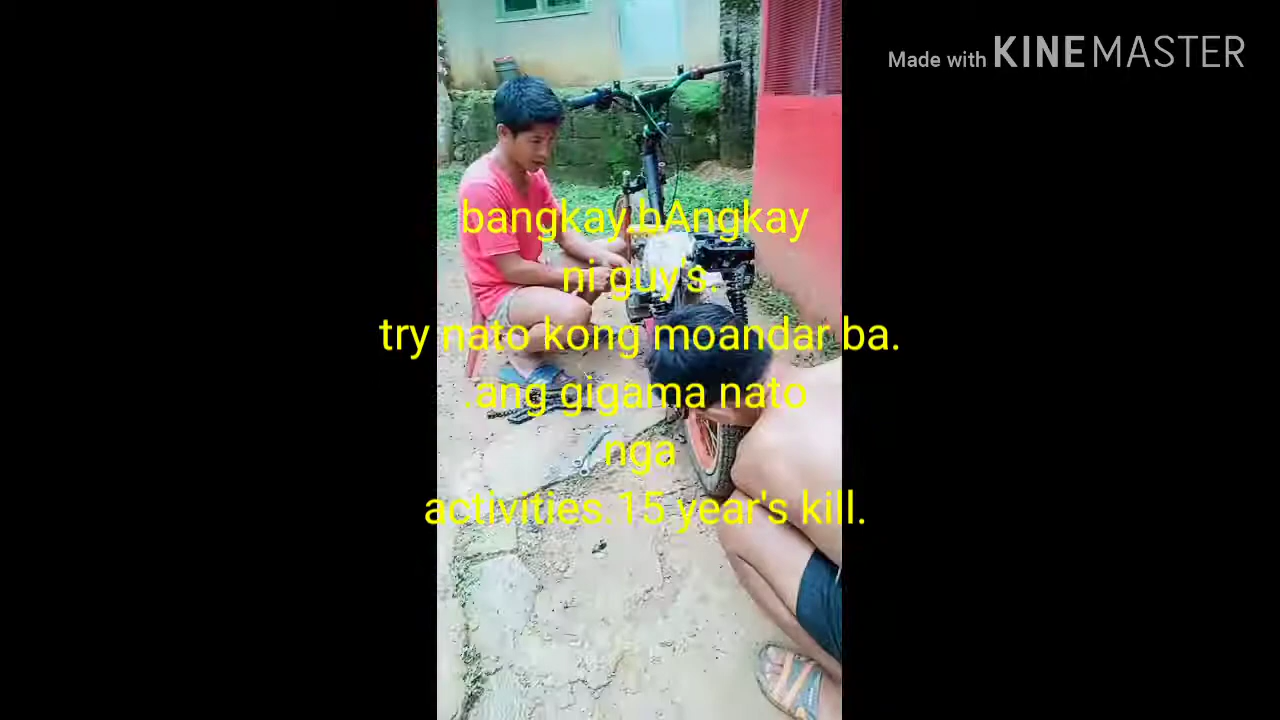 Made with KINEMASTER
bangkay.bAngkay
ni guy's.
try nato kong moandar ba.
.ang gigama nato
nga
activities.15 year's kill.